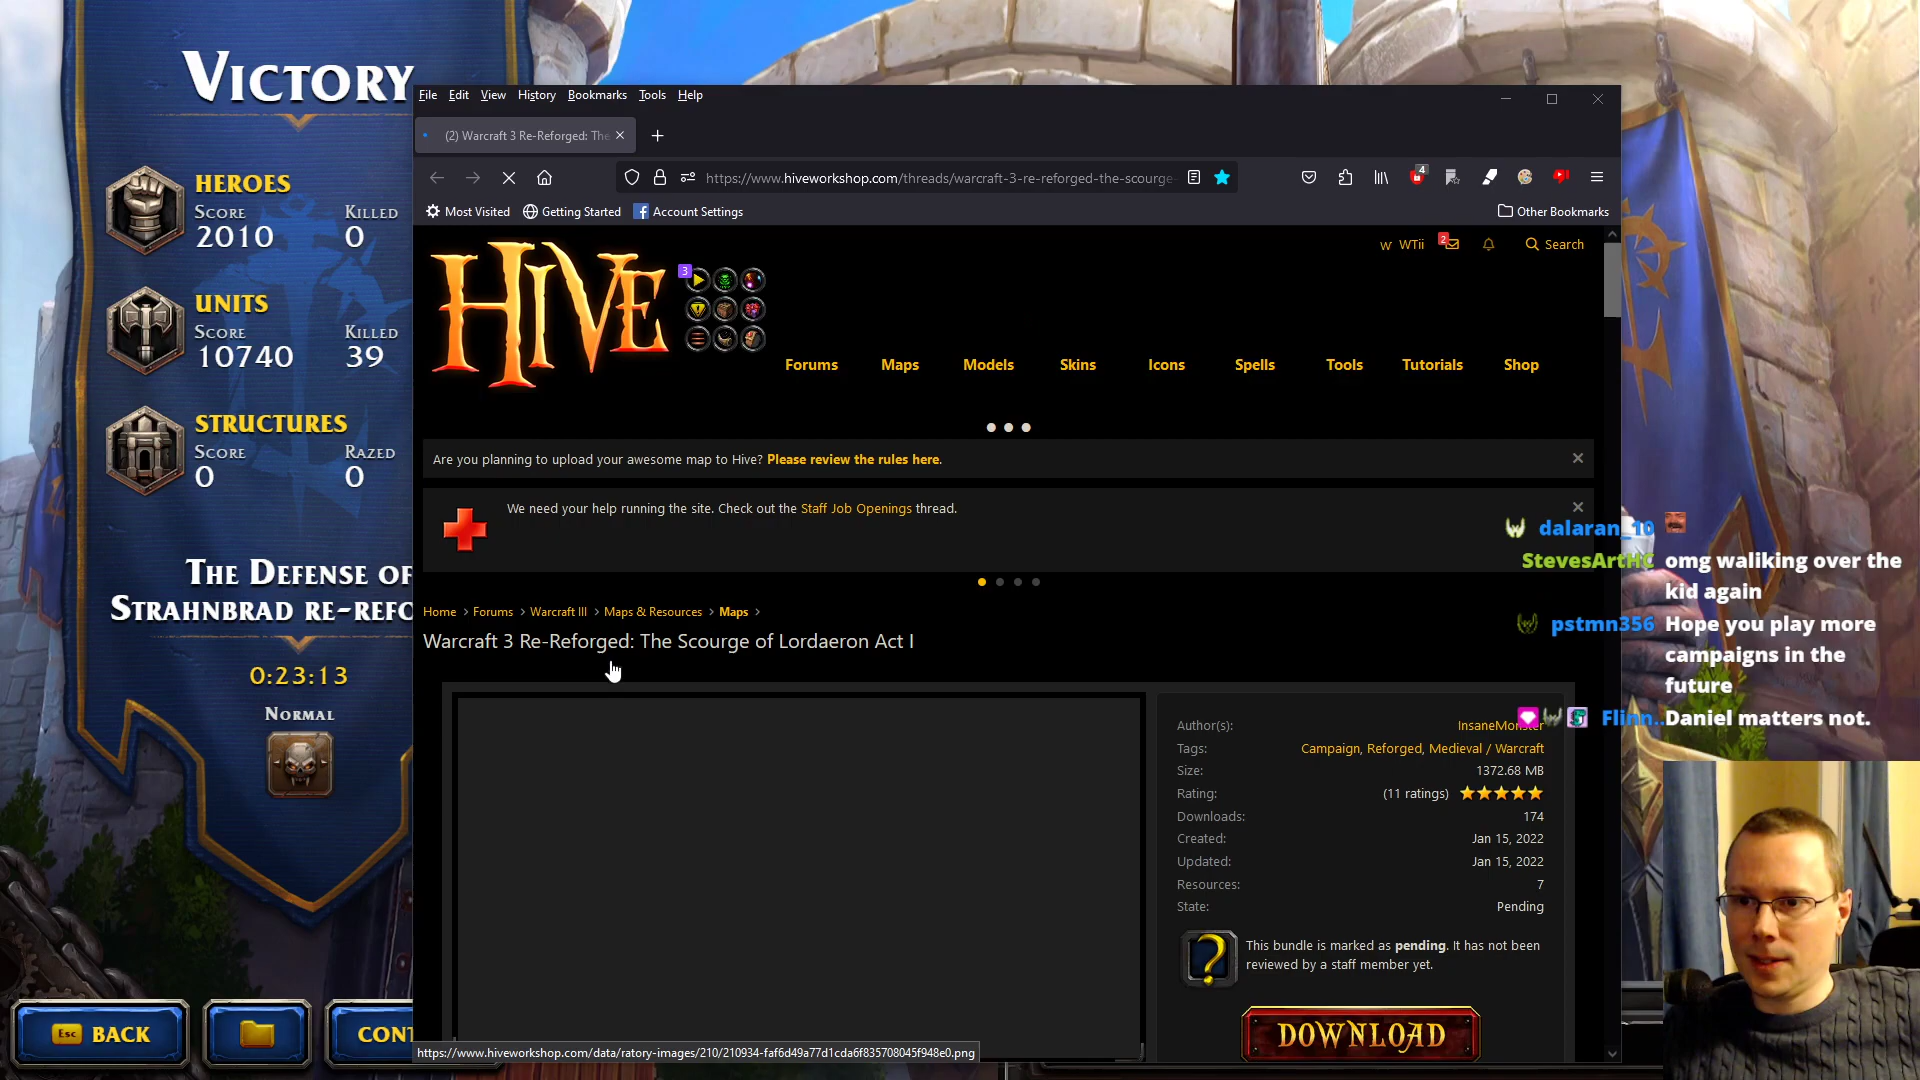 VICTORY
HEROES
SCORE KILLED
2010 0
UNITS
SCORE KILLED
10740 39
STRUCTURES
SCORE RAZED
0 0
THE DEFENSE OF
STRAHNBRAD RE-REFO
0:23:13
NORMAL
Esc BACK
CONT
File Edit View History Bookmarks Tools Help
(2) Warcraft 3 Re-Reforged: The
https://www.hiveworkshop.com/threads/warcraft-3-re-reforged-the-scourge-
4
Most Visited Getting Started Account Settings Other Bookmarks
HIVE
3
W WTii 2 Search
Forums Maps Models Skins Icons Spells Tools Tutorials Shop
Are you planning to upload your awesome map to Hive? Please review the rules here.
We need your help running the site. Check out the Staff Job Openings thread.
Home > Forums > Warcraft III > Maps & Resources > Maps >
Warcraft 3 Re-Reforged: The Scourge of Lordaeron Act I
Author(s): InsaneMonster
Tags: Campaign, Reforged, Medieval / Warcraft
Size: 1372.68 MB
Rating: (11 ratings)
Downloads: 174
Created: Jan 15, 2022
Updated: Jan 15, 2022
Resources: 7
State: Pending
This bundle is marked as pending. It has not been
reviewed by a staff member yet.
DOWNLOAD
https://www.hiveworkshop.com/data/ratory-images/210/210934-faf6d49a77d1cda6f835708045f948e0.png
dalaran_10
StevesArtHC omg waliking over the
kid again
pstmn356 Hope you play more
campaigns in the
future
Flinn.. Daniel matters not.